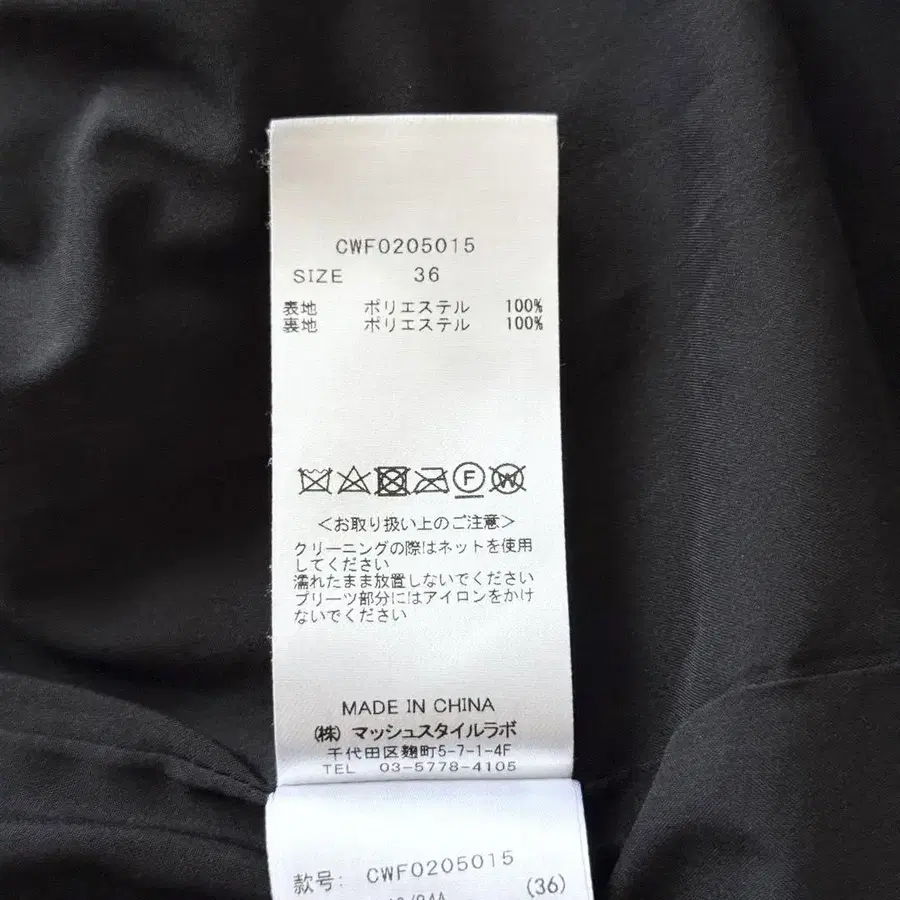 CWF0205015
SIZE 36
表地 ポリエステル 100%
裏地 ポリエステル 100%
F W
<お取り扱い上のご注意>
クリーニングの際はネットを使用
してください
濡れたまま放置しないでください
プリーツ部分にはアイロンをかけ
ないでください
MADE IN CHINA
(株) マッシュスタイルラボ
千代田区麹町5-7-1-4F
TEL 03-5778-4105
款号: CWF0205015
(36)